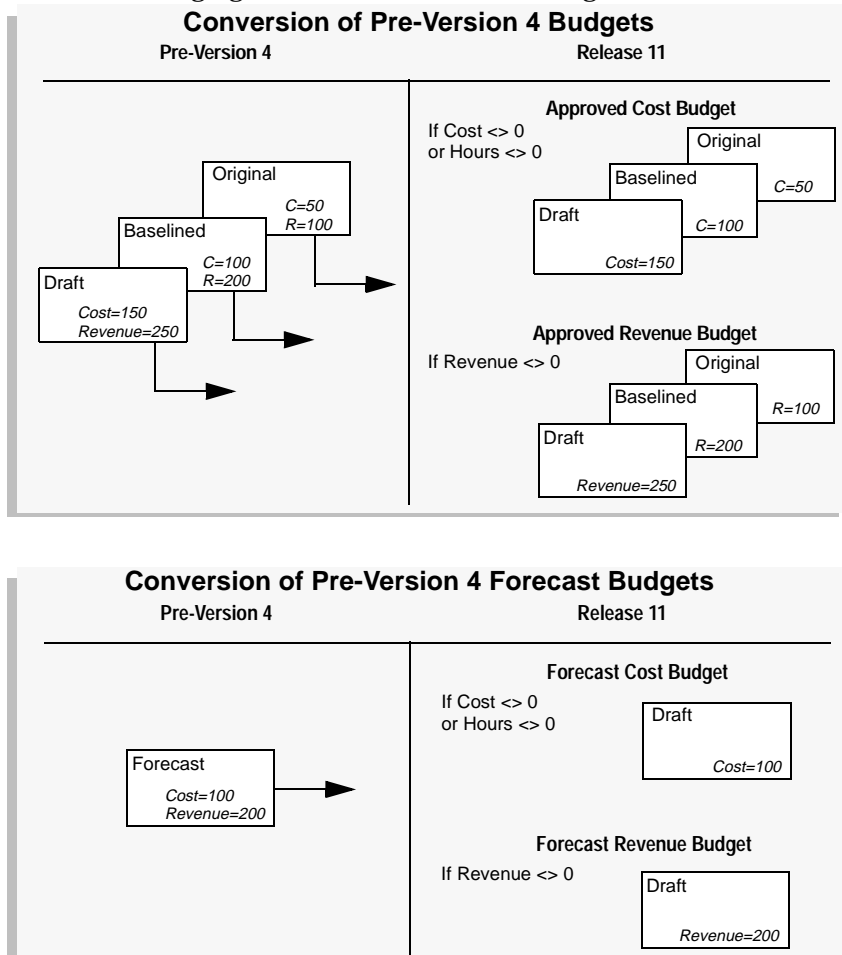 Conversion of Pre-Version 4 Budgets
Pre-Version 4
Release 11
Original
C=50
R=100
Baselined
C=100
R=200
Draft
Cost=150
Revenue=250
Approved Cost Budget
If Cost <> 0
or Hours <> 0
Original
C=50
Baselined
C=100
Draft
Cost=150
Approved Revenue Budget
If Revenue <> 0
Original
R=100
Baselined
R=200
Draft
Revenue=250
Conversion of Pre-Version 4 Forecast Budgets
Pre-Version 4
Release 11
Forecast
Cost=100
Revenue=200
Forecast Cost Budget
If Cost <> 0
or Hours <> 0
Draft
Cost=100
Forecast Revenue Budget
If Revenue <> 0
Draft
Revenue=200